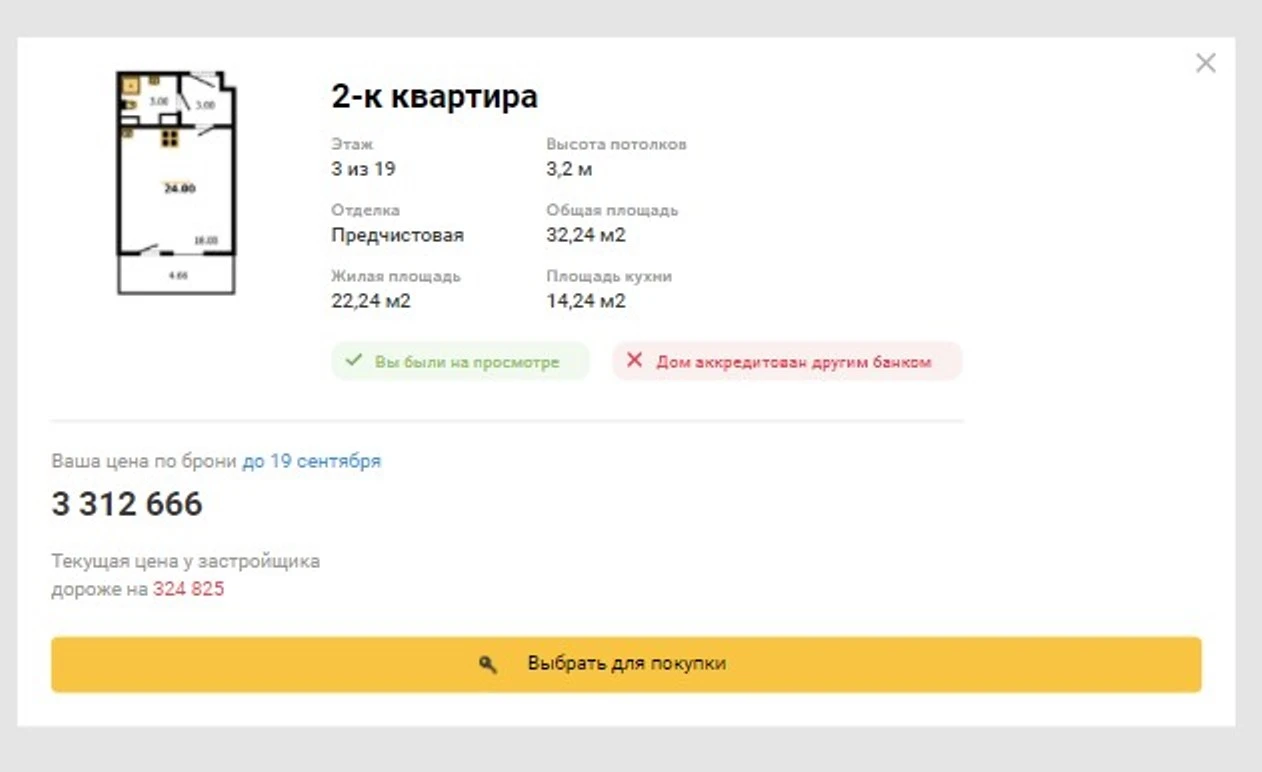 2-к квартира
Этаж
3 из 19
Высота потолков
3,2 м
Отделка
Предчистовая
Общая площадь
32,24 м2
Жилая площадь
22,24 м2
Площадь кухни
14,24 м2
3.00
3.00
24.00
18.00
4.66
Вы были на просмотре
Дом аккредитован другим банком
Ваша цена по брони до 19 сентября
3 312 666
Текущая цена у застройщика
дороже на 324 825
Выбрать для покупки